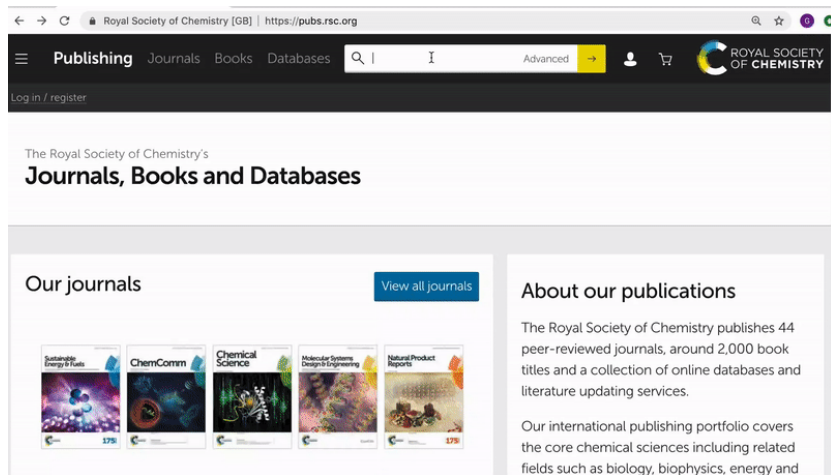 Royal Society of Chemistry [GB] | https://pubs.rsc.org
Publishing Journals Books Databases Advanced
ROYAL SOCIETY
OF CHEMISTRY
Log in / register
The Royal Society of Chemistry's
Journals, Books and Databases
Our journals
View all journals
Sustainable
Energy & Fuels
ChemComm
Chemical
Science
Molecular Systems
Design & Engineering
Natural Product
Reports
175
175
About our publications
The Royal Society of Chemistry publishes 44
peer-reviewed journals, around 2,000 book
titles and a collection of online databases and
literature updating services.
Our international publishing portfolio covers
the core chemical sciences including related
fields such as biology, biophysics, energy and